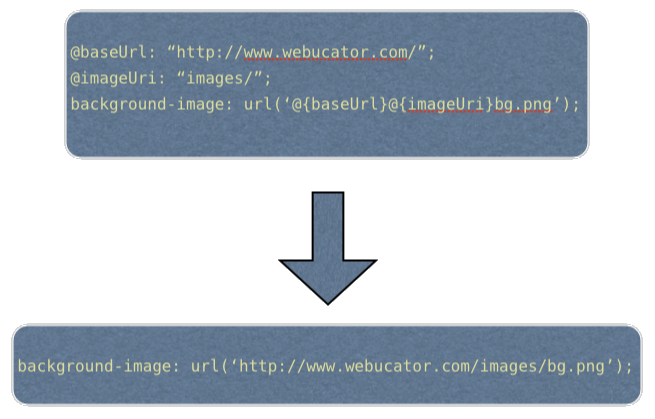 @baseUrl: “http://www.webucator.com/”;
@imageUri: “images/”;
background-image: url(‘@{baseUrl}@{imageUri}bg.png’);
background-image: url(‘http://www.webucator.com/images/bg.png’);